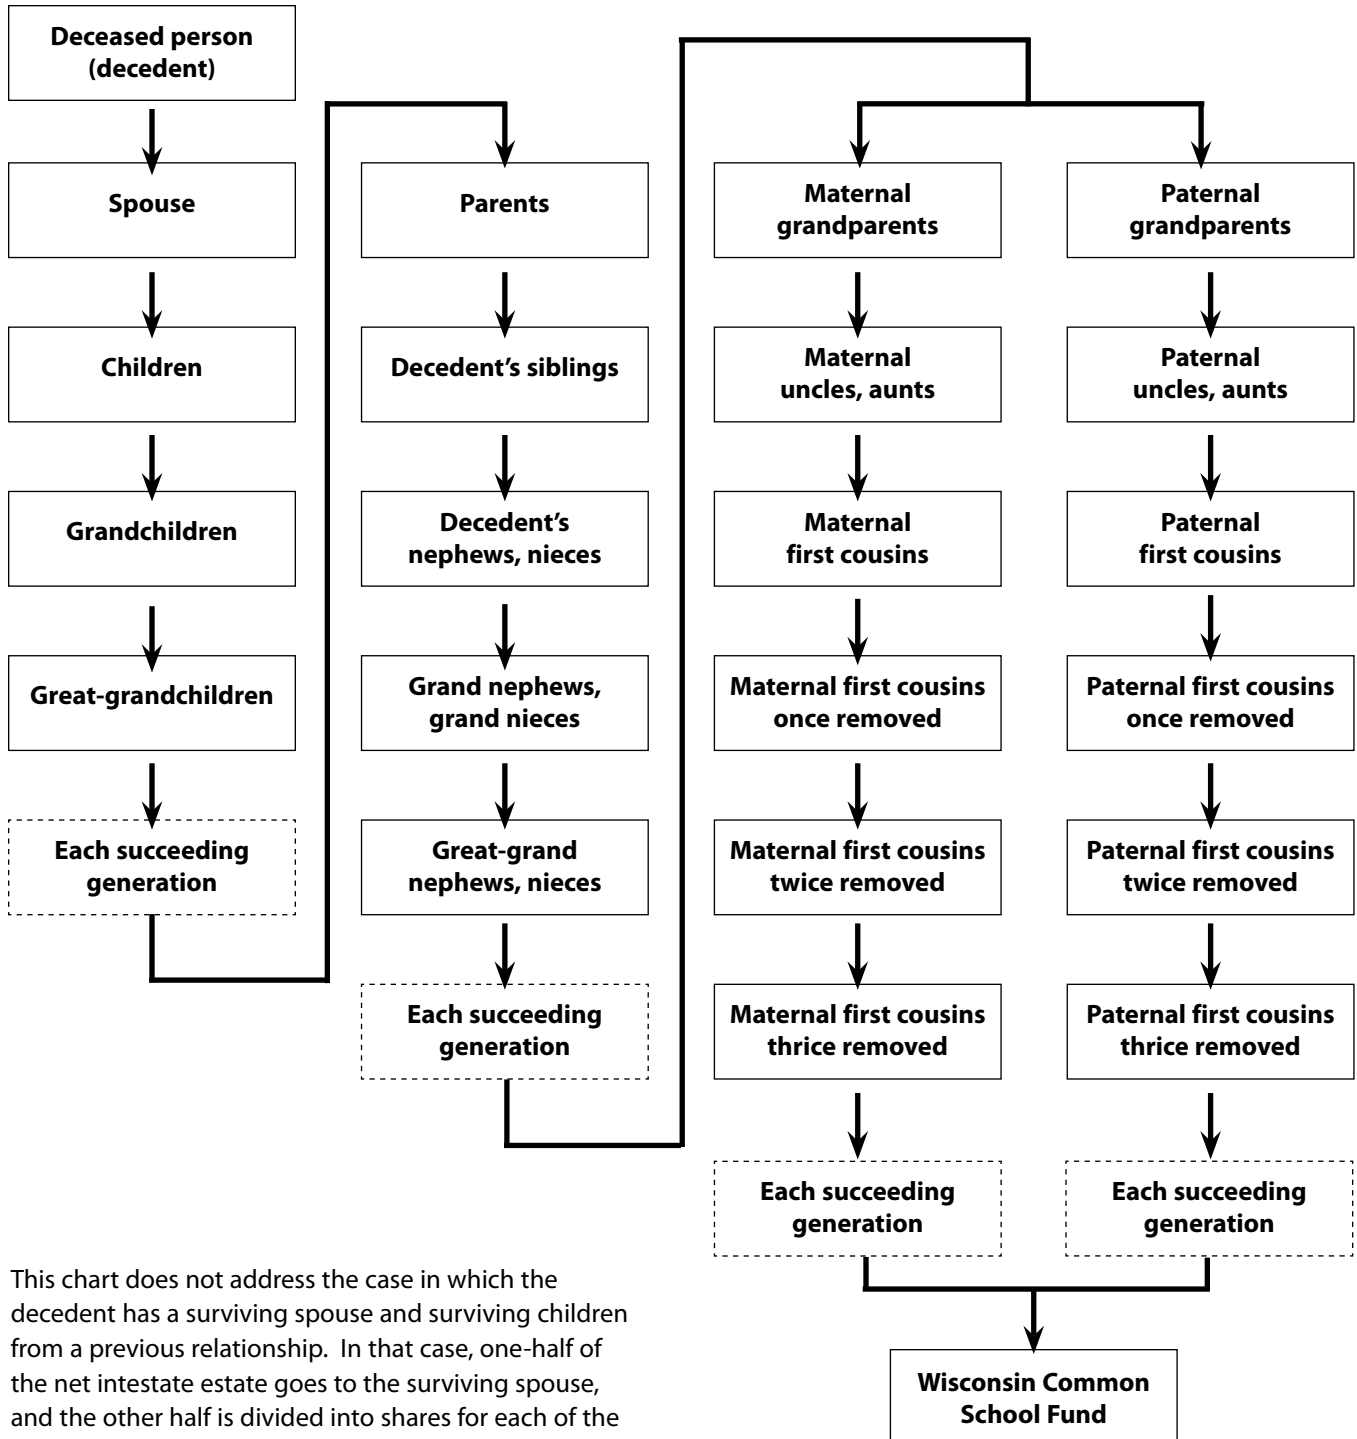 Deceased person
(decedent)
Spouse
Children
Grandchildren
Great-grandchildren
Each succeeding
generation
Parents
Decedent’s siblings
Decedent’s
nephews, nieces
Grand nephews,
grand nieces
Great-grand
nephews, nieces
Each succeeding
generation
Maternal
grandparents
Maternal
uncles, aunts
Maternal
first cousins
Maternal first cousins
once removed
Maternal first cousins
twice removed
Maternal first cousins
thrice removed
Each succeeding
generation
Paternal
grandparents
Paternal
uncles, aunts
Paternal
first cousins
Paternal first cousins
once removed
Paternal first cousins
twice removed
Paternal first cousins
thrice removed
Each succeeding
generation
Wisconsin Common
School Fund
This chart does not address the case in which the
decedent has a surviving spouse and surviving children
from a previous relationship.  In that case, one-half of
the net intestate estate goes to the surviving spouse,
and the other half is divided into shares for each of the